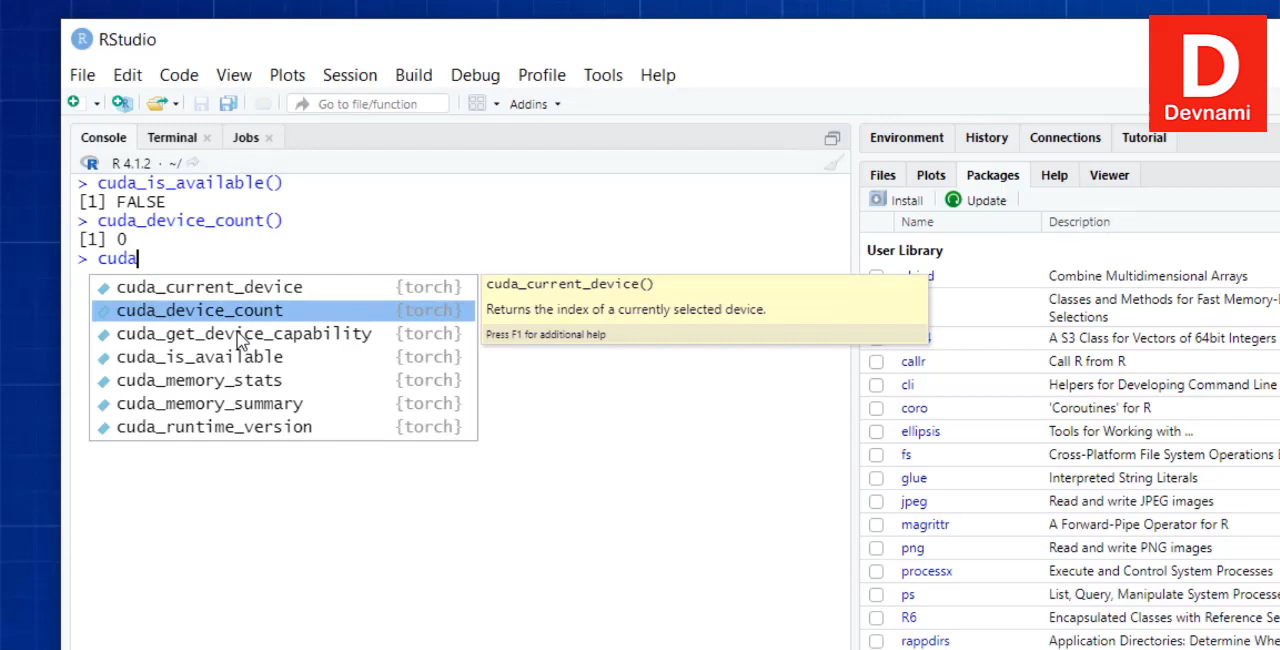 RStudio
D
Devnami
File Edit Code View Plots Session Build Debug Profile Tools Help
Go to file/function
Addins
Console Terminal Jobs
R R 4.1.2 · ~/
> cuda_is_available()
[1] FALSE
> cuda_device_count()
[1] 0
> cuda
cuda_current_device {torch}
cuda_device_count {torch}
cuda_get_device_capability {torch}
cuda_is_available {torch}
cuda_memory_stats {torch}
cuda_memory_summary {torch}
cuda_runtime_version {torch}
cuda_current_device()
Returns the index of a currently selected device.
Press F1 for additional help
Environment History Connections Tutorial
Files Plots Packages Help Viewer
Install Update
Name Description
User Library
Combine Multidimensional Arrays
Classes and Methods for Fast Memory-
Selections
A S3 Class for Vectors of 64bit Integers
callr Call R from R
cli Helpers for Developing Command Line
coro 'Coroutines' for R
ellipsis Tools for Working with ...
fs Cross-Platform File System Operations
glue Interpreted String Literals
jpeg Read and write JPEG images
magrittr A Forward-Pipe Operator for R
png Read and write PNG images
processx Execute and Control System Processes
ps List, Query, Manipulate System
R6 Encapsulated Classes with Reference
rappdirs Application Directories: Determine